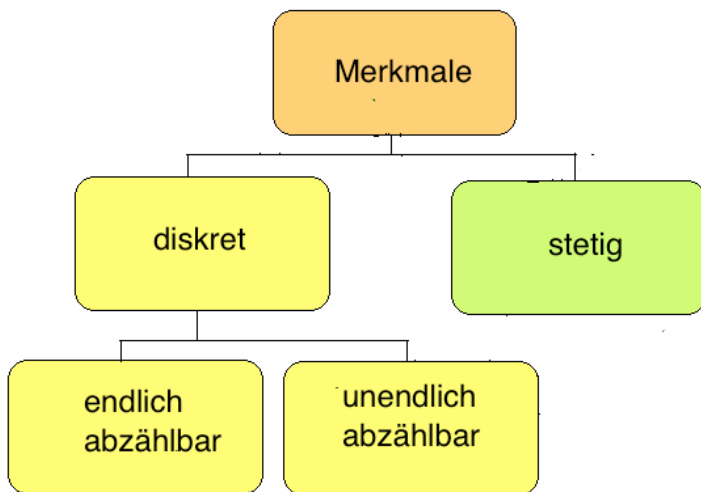 Merkmale
diskret
stetig
endlich
abzählbar
unendlich
abzählbar